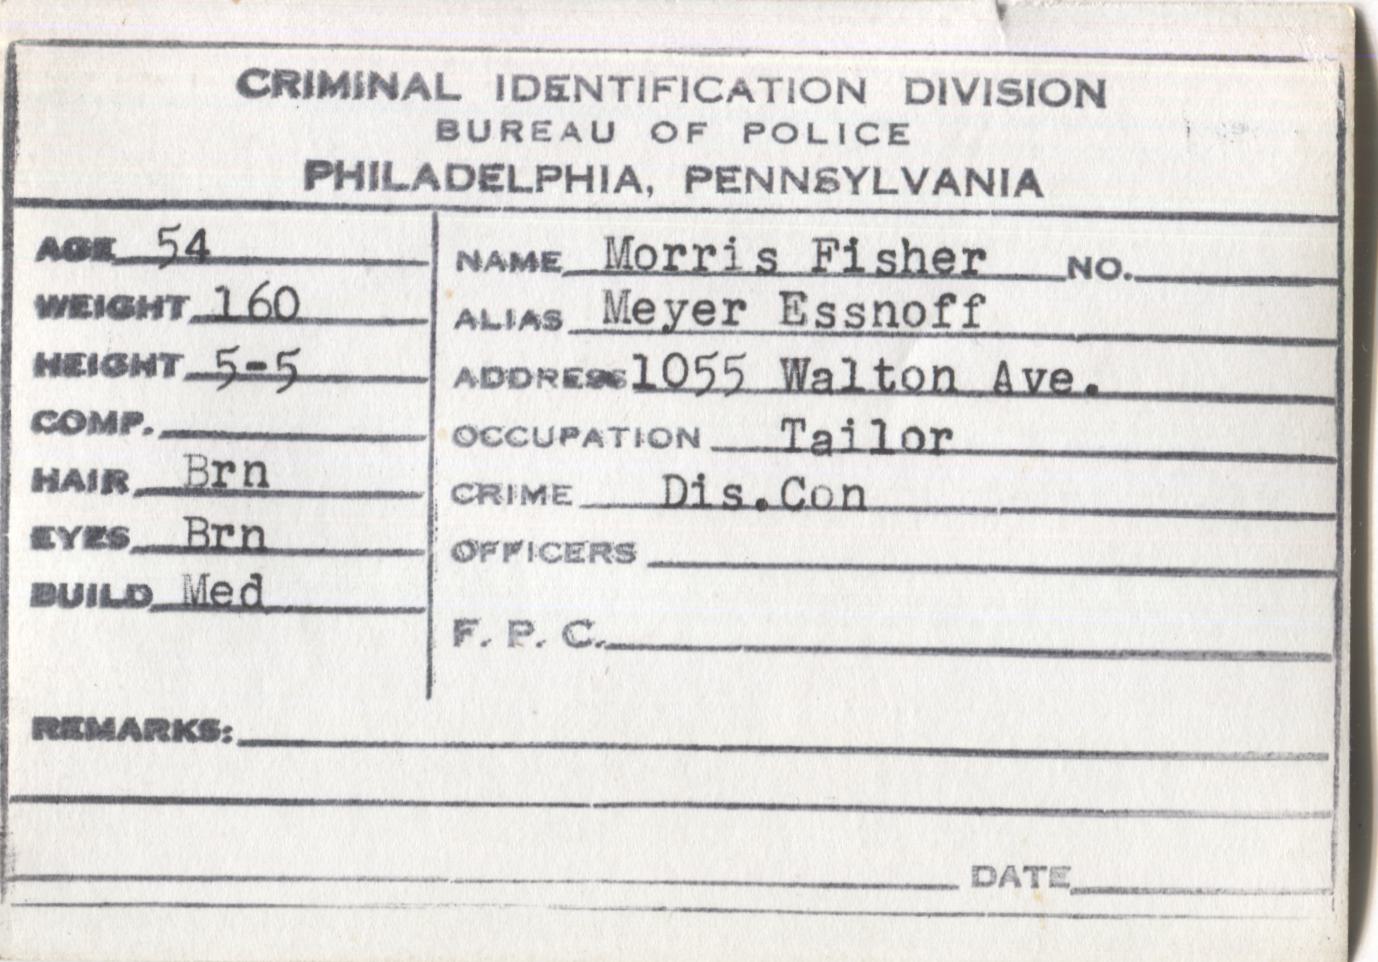 CRIMINAL IDENTIFICATION DIVISION
BUREAU OF POLICE
PHILADELPHIA, PENNSYLVANIA
AGE 54
WEIGHT 160
HEIGHT 5-5
COMP.
HAIR Brn
EYES Brn
BUILD Med
NAME Morris Fisher NO.
ALIAS Meyer Essnoff
ADDRESS 1055 Walton Ave.
OCCUPATION Tailor
CRIME Dis.Con
OFFICERS
F. P. C.
REMARKS:
DATE